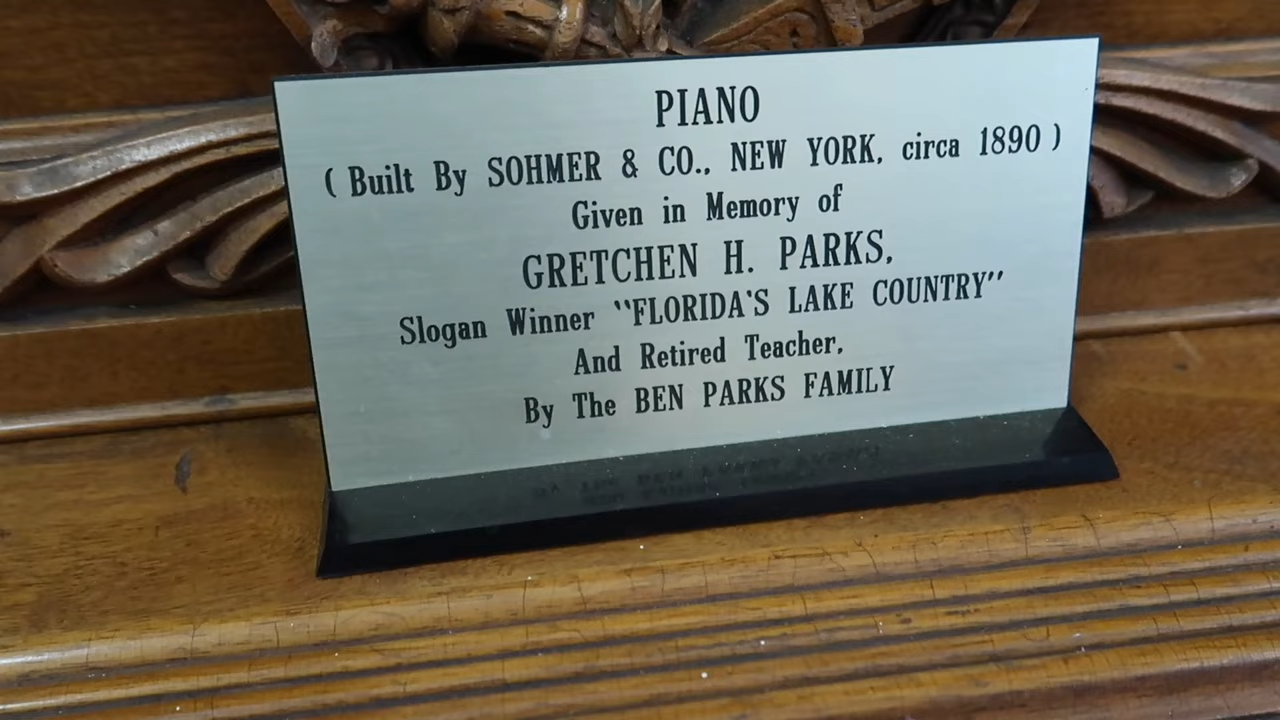 PIANO
( Built By SOHMER & CO., NEW YORK, circa 1890 )
Given in Memory of
GRETCHEN H. PARKS,
Slogan Winner "FLORIDA'S LAKE COUNTRY"
And Retired Teacher,
By The BEN PARKS FAMILY